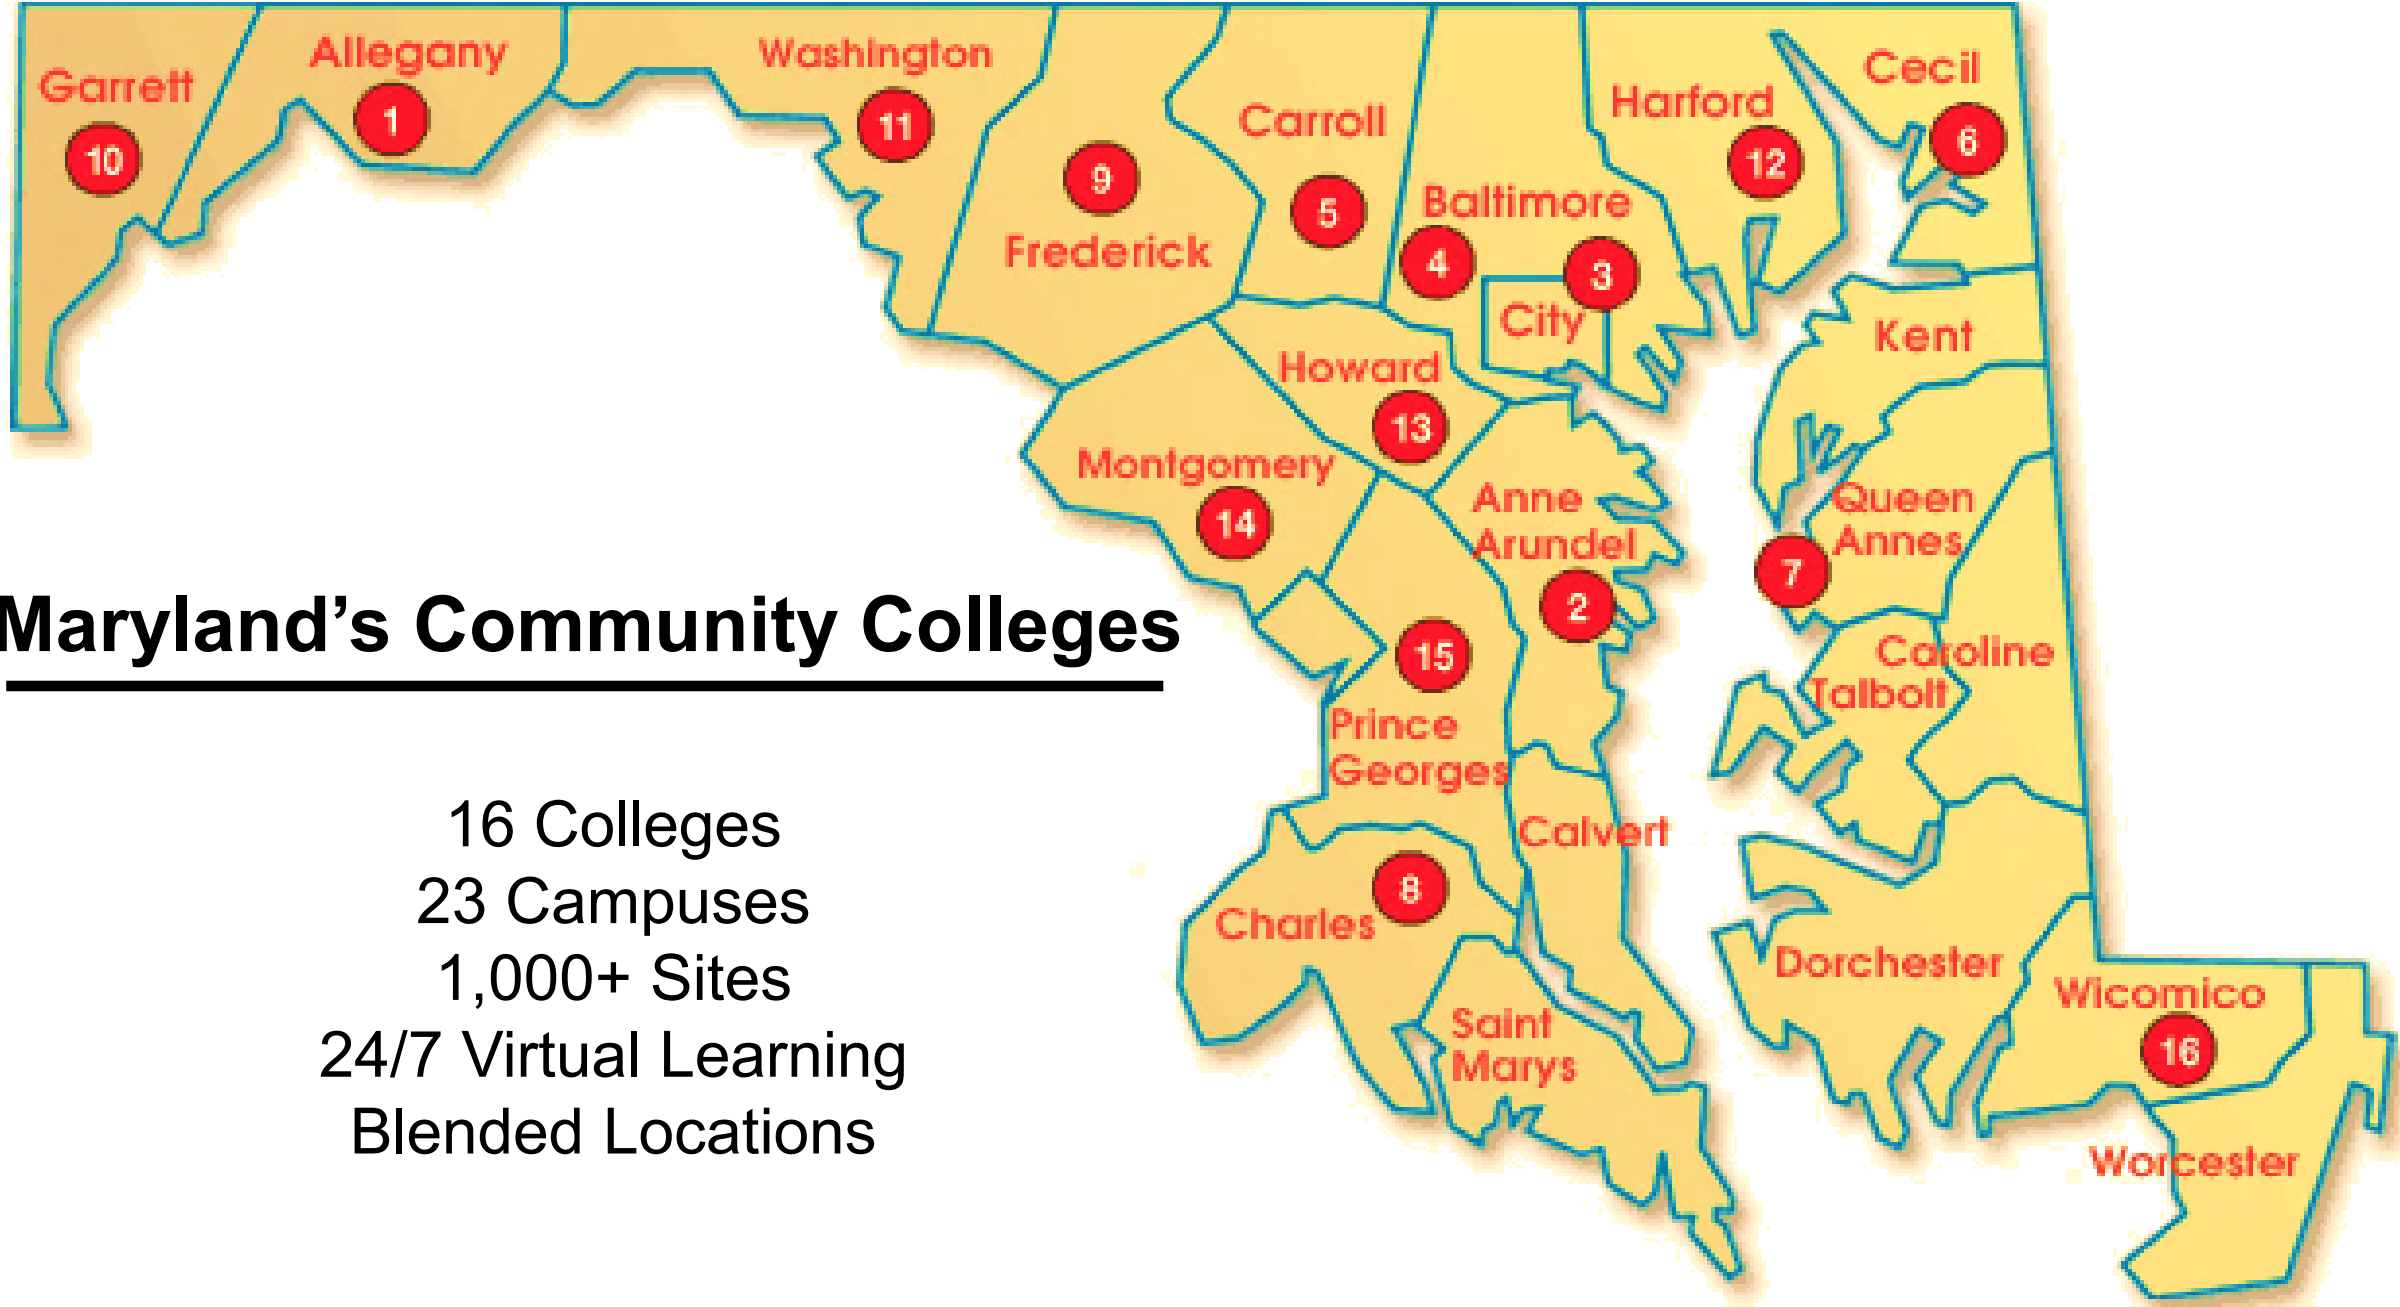 Garrett
10
Allegany
1
Washington
11
9
Frederick
Carroll
5
Baltimore
4
3
City
Harford
12
Cecil
6
Kent
Howard
13
Montgomery
14
Anne
Arundel
2
Queen
Annes
7
Caroline
Talbolt
15
Prince
Georges
Calvert
8
Charles
Saint
Marys
Dorchester
Wicomico
16
Worcester
Maryland’s Community Colleges
16 Colleges
23 Campuses
1,000+ Sites
24/7 Virtual Learning
Blended Locations